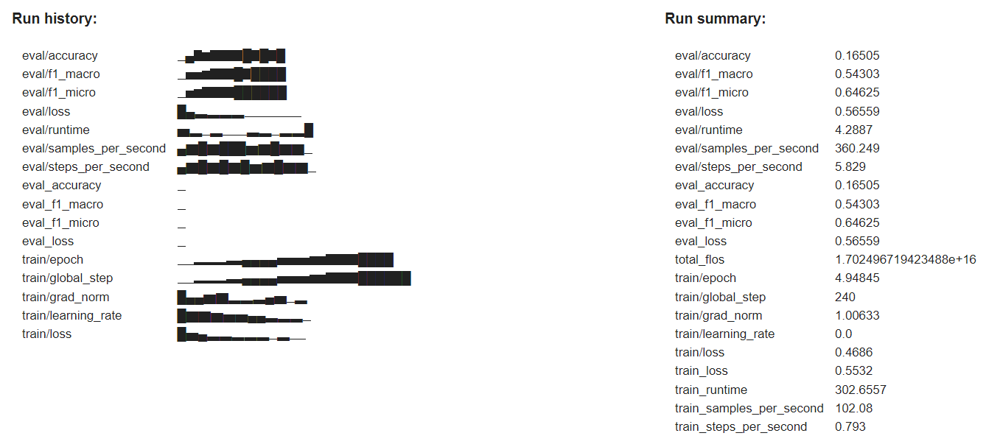 Run history:
eval/accuracy
eval/f1_macro
eval/f1_micro
eval/loss
eval/runtime
eval/samples_per_second
eval/steps_per_second
eval_accuracy
eval_f1_macro
eval_f1_micro
eval_loss
train/epoch
train/global_step
train/grad_norm
train/learning_rate
train/loss
Run summary:
eval/accuracy 0.16505
eval/f1_macro 0.54303
eval/f1_micro 0.64625
eval/loss 0.56559
eval/runtime 4.2887
eval/samples_per_second 360.249
eval/steps_per_second 5.829
eval_accuracy 0.16505
eval_f1_macro 0.54303
eval_f1_micro 0.64625
eval_loss 0.56559
total_flos 1.702496719423488e+16
train/epoch 4.94845
train/global_step 240
train/grad_norm 1.00633
train/learning_rate 0.0
train/loss 0.4686
train_loss 0.5532
train_runtime 302.6557
train_samples_per_second 102.08
train_steps_per_second 0.793